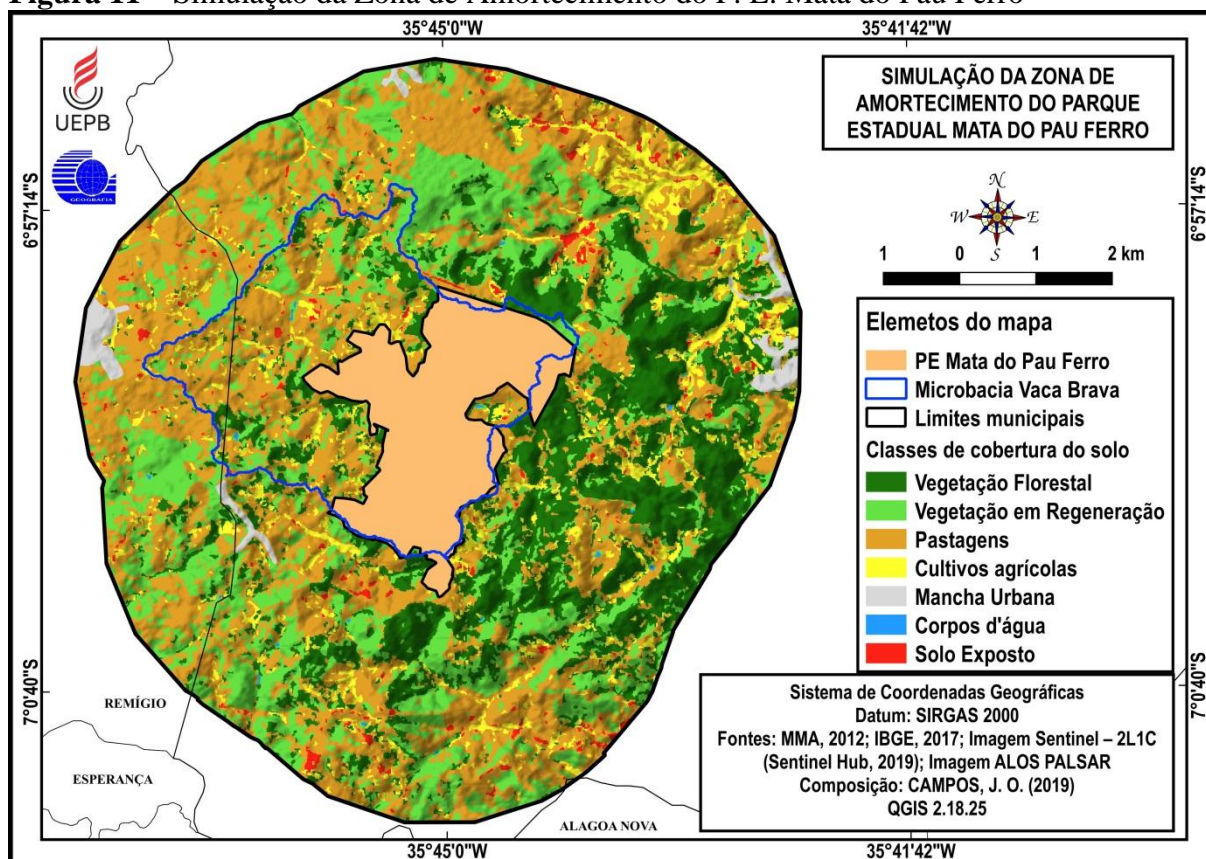 Figura 11 – Simulação da Zona de Amortecimento do P. E. Mata do Pau Ferro
35°45'0"W
35°41'42"W
UEPB
GEOGRAFIA
SIMULAÇÃO DA ZONA DE
AMORTECIMENTO DO PARQUE
ESTADUAL MATA DO PAU FERRO
6°57'14"S
6°57'14"S
N
W
E
S
1
0
1
2 km
Elemetos do mapa
PE Mata do Pau Ferro
Microbacia Vaca Brava
Limites municipais
Classes de cobertura do solo
Vegetação Florestal
Vegetação em Regeneração
Pastagens
Cultivos agrícolas
Mancha Urbana
Corpos d'água
Solo Exposto
7°0'40"S
7°0'40"S
REMÍGIO
ESPERANÇA
ALAGOA NOVA
Sistema de Coordenadas Geográficas
Datum: SIRGAS 2000
Fontes: MMA, 2012; IBGE, 2017; Imagem Sentinel – 2L1C
(Sentinel Hub, 2019); Imagem ALOS PALSAR
Composição: CAMPOS, J. O. (2019)
QGIS 2.18.25
35°45'0"W
35°41'42"W